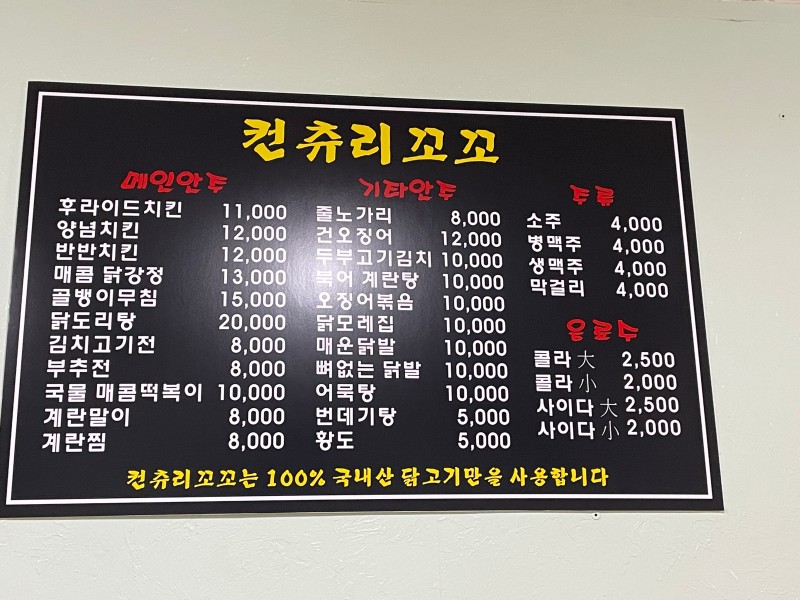 컨츄리꼬꼬
메인안주
후라이드치킨 11,000
양념치킨 12,000
반반치킨 12,000
매콤 닭강정 13,000
골뱅이무침 15,000
닭도리탕 20,000
김치고기전 8,000
부추전 8,000
국물 매콤떡볶이 10,000
계란말이 8,000
계란찜 8,000
기타안주
줄노가리 8,000
건오징어 12,000
두부고기김치 10,000
북어 계란탕 10,000
오징어볶음 10,000
닭모레집 10,000
매운닭발 10,000
뼈없는 닭발 10,000
어묵탕 10,000
번데기탕 5,000
황도 5,000
주류
소주 4,000
병맥주 4,000
생맥주 4,000
막걸리 4,000
음료수
콜라 大 2,500
콜라 小 2,000
사이다 大 2,500
사이다 小 2,000
컨츄리꼬꼬는 100% 국내산 닭고기만을 사용합니다